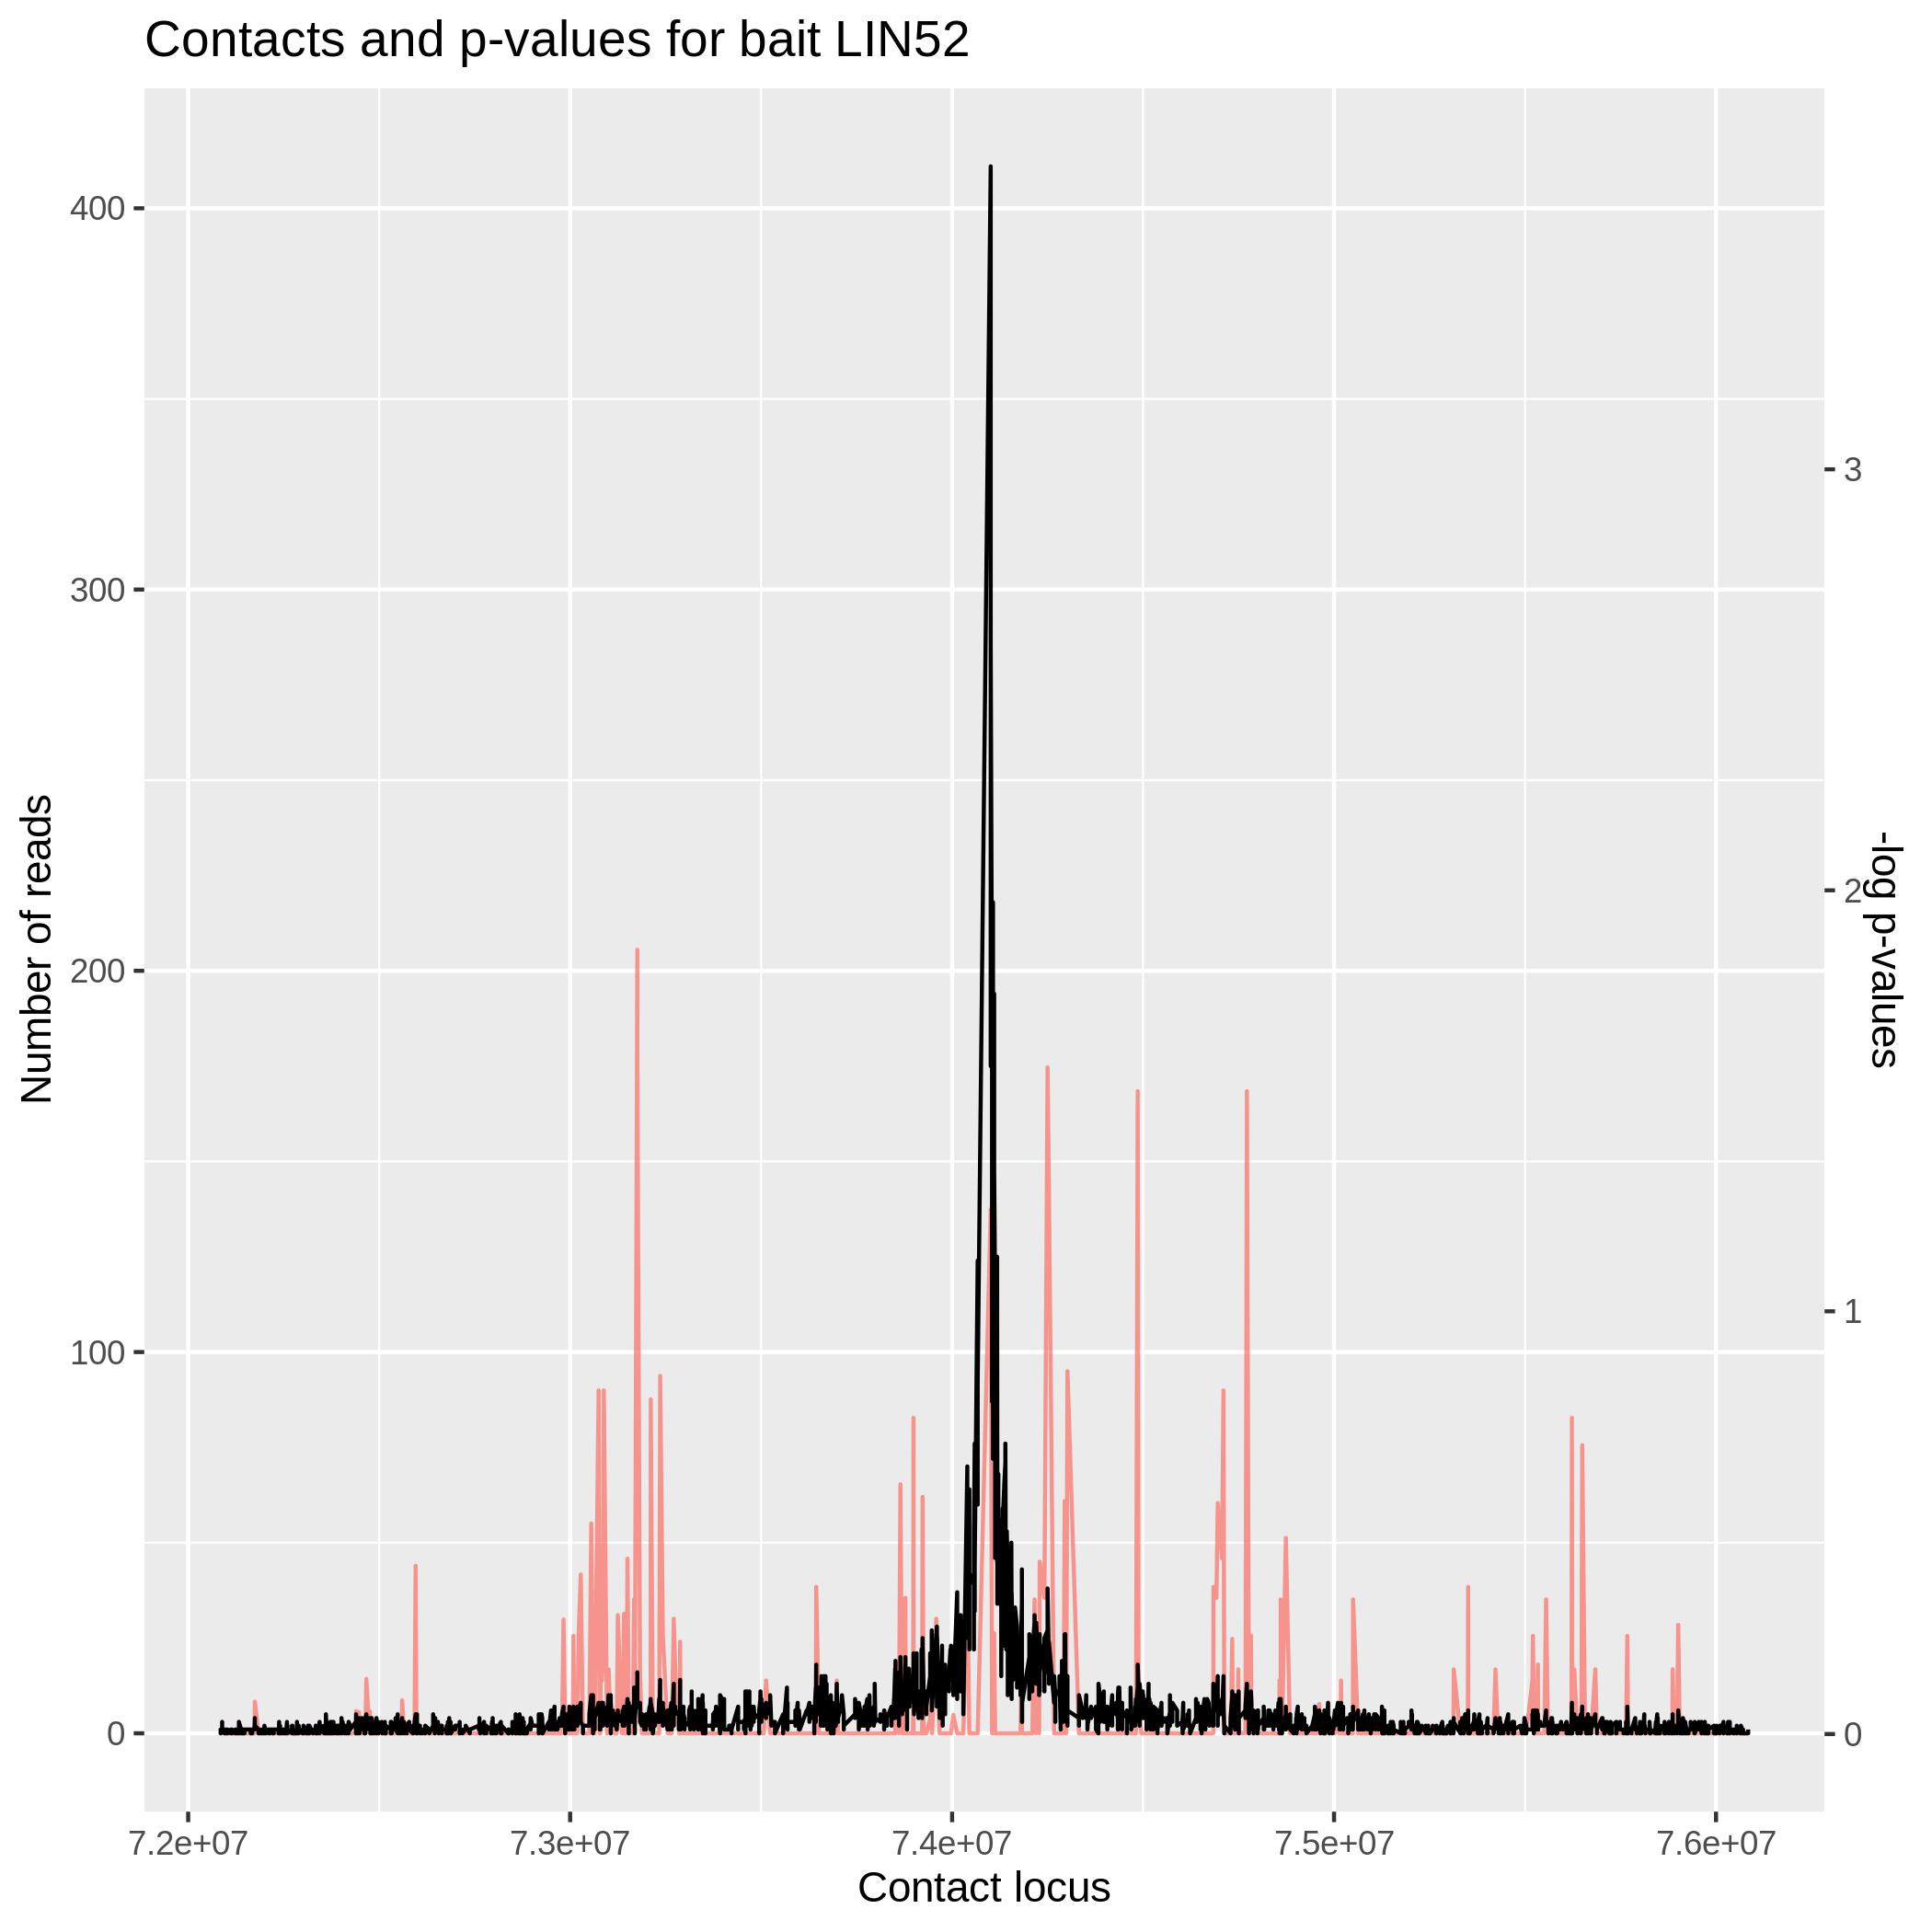 Contacts and p-values for bait LIN52
Number of reads
400
300
200
100
0
3
2
1
0
-log p-values
7.2e+07
7.3e+07
7.4e+07
7.5e+07
7.6e+07
Contact locus